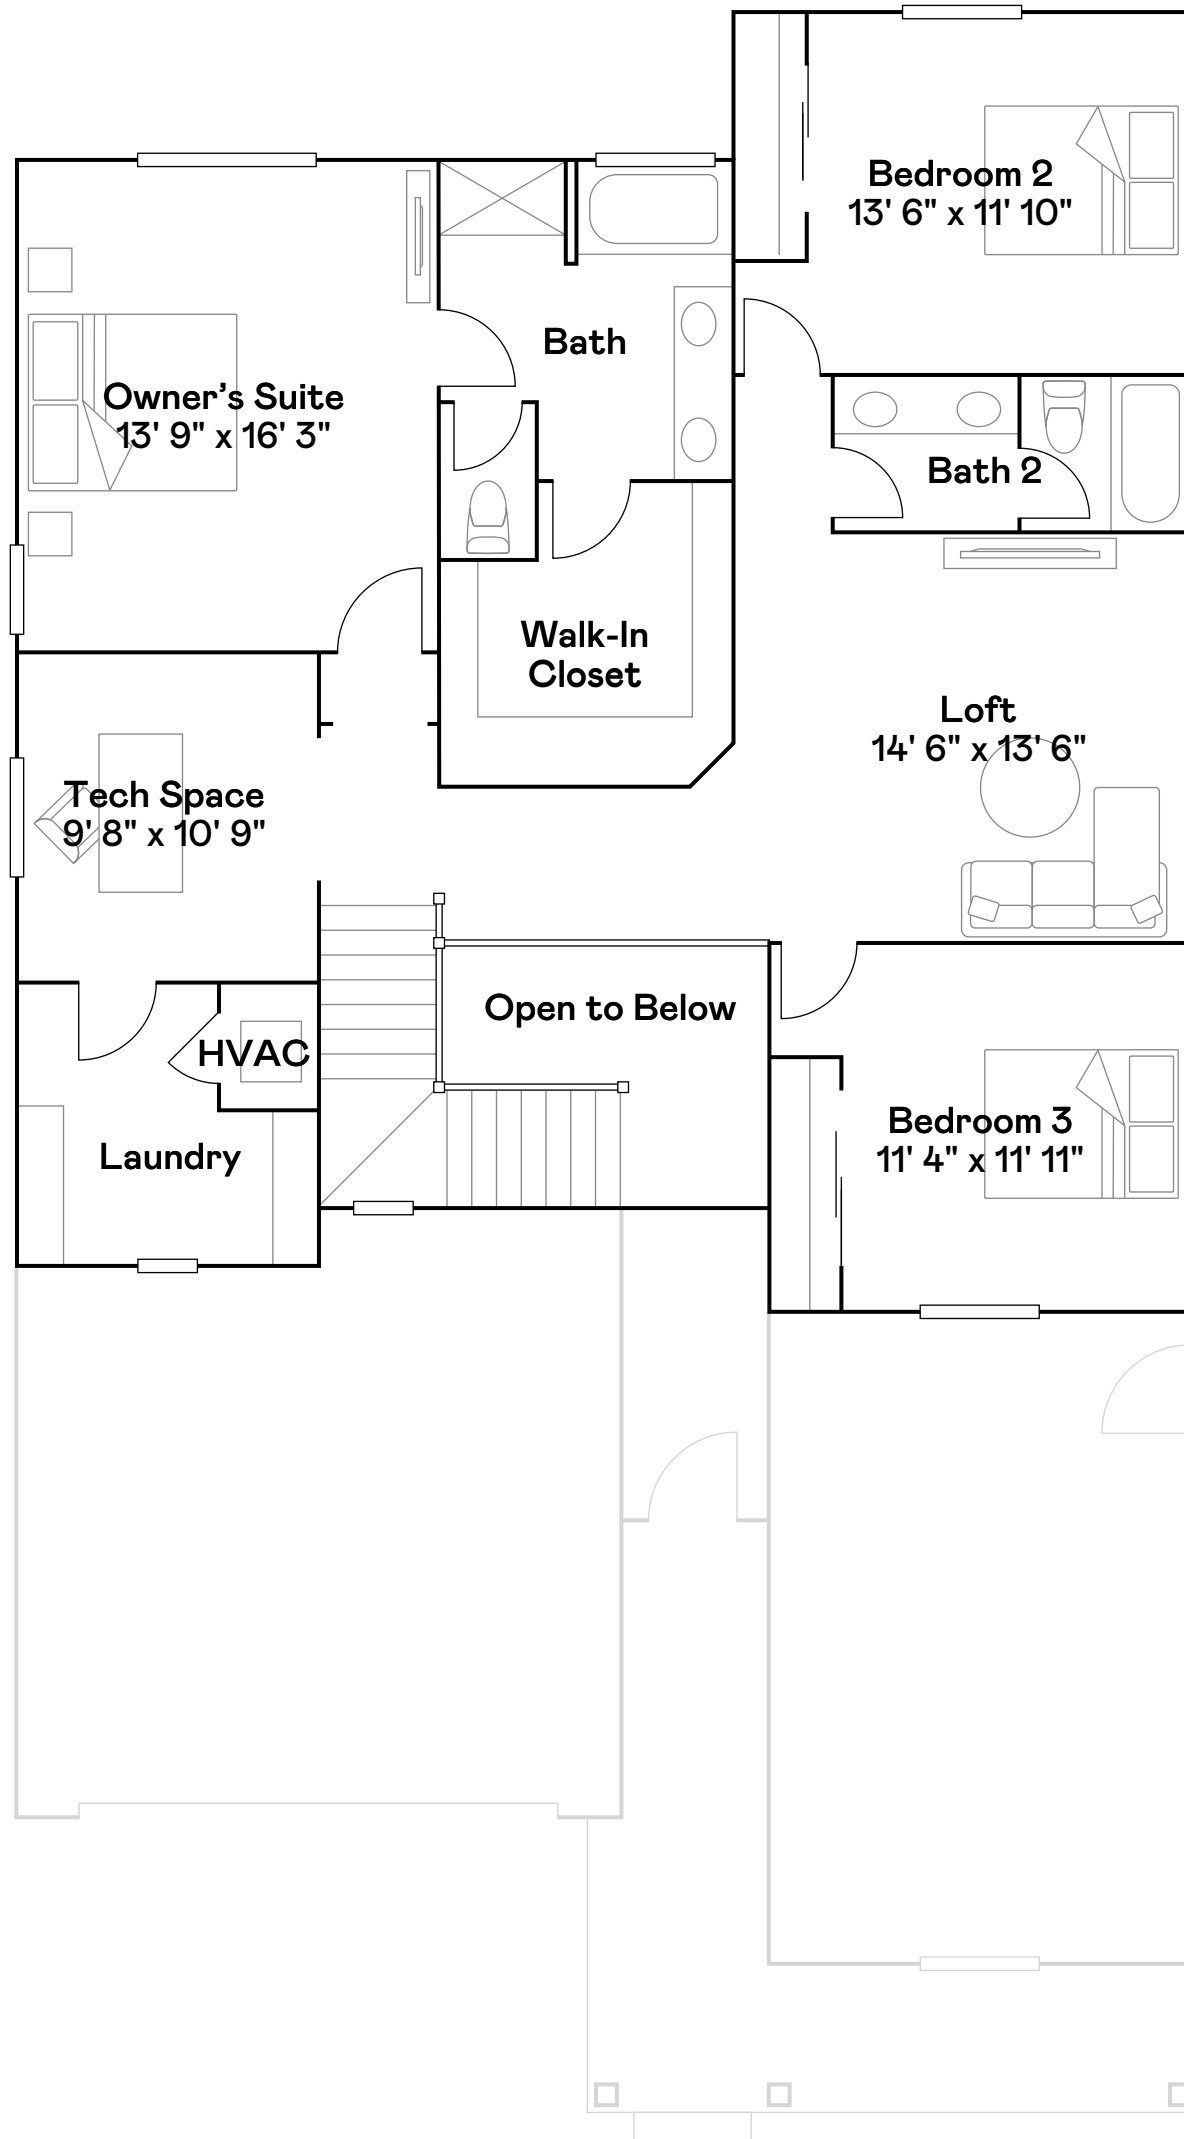 Bedroom 2
13' 6" x 11' 10"
Bath
Owner’s Suite
13' 9" x 16' 3"
Bath 2
Walk-In
Closet
Loft
14' 6" x 13' 6"
Tech Space
9' 8" x 10' 9"
Open to Below
HVAC
Bedroom 3
11' 4" x 11' 11"
Laundry